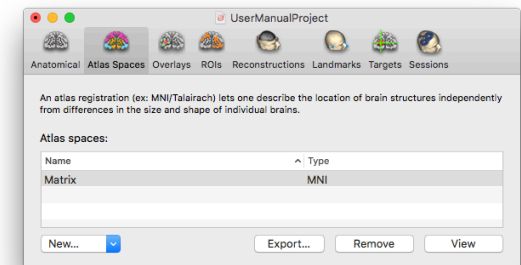 UserManualProject
Anatomical Atlas Spaces Overlays ROIs Reconstructions Landmarks Targets Sessions
An atlas registration (ex: MNI/Talairach) lets one describe the location of brain structures independently
from differences in the size and shape of individual brains.
Atlas spaces:
Name Type
Matrix MNI
New... Export... Remove View